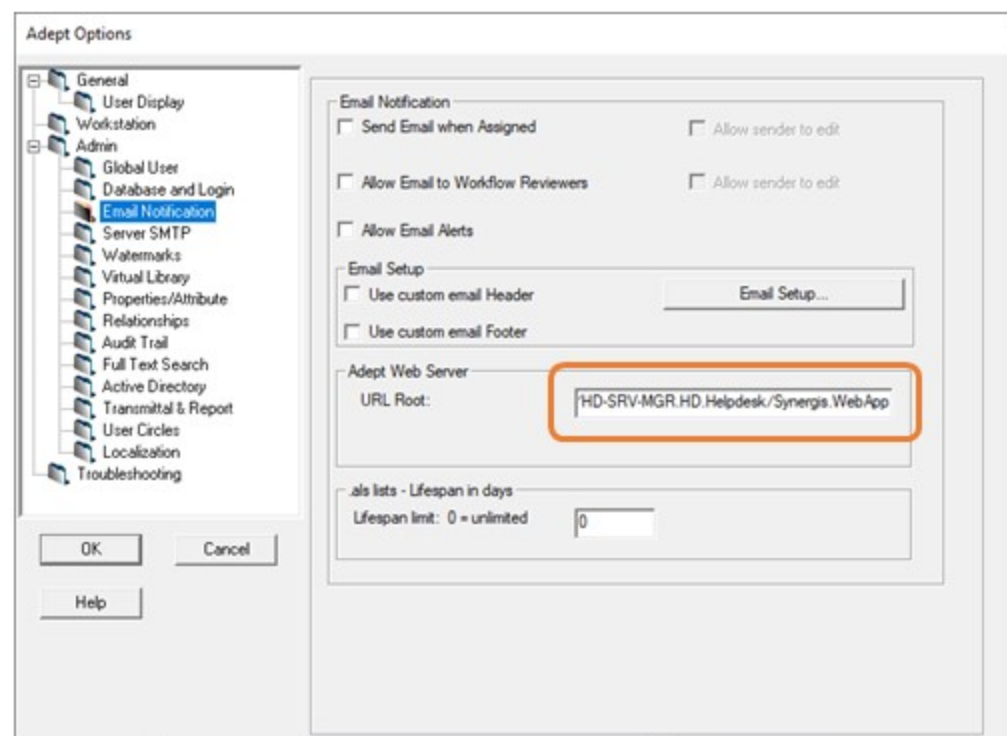 Adept Options
General
User Display
Workstation
Admin
Global User
Database and Login
Email Notification
Server SMTP
Watermarks
Virtual Library
Properties/Attribute
Relationships
Audit Trail
Full Text Search
Active Directory
Transmittal & Report
User Circles
Localization
Troubleshooting
OK
Cancel
Help
Email Notification
Send Email when Assigned
Allow sender to edit
Allow Email to Workflow Reviewers
Allow sender to edit
Allow Email Alerts
Email Setup
Use custom email Header
Email Setup...
Use custom email Footer
Adept Web Server
URL Root:
/HD-SRV-MGR.HD.Helpdesk/Synergis.WebApp
.als lists - Lifespan in days
Lifespan limit: 0 = unlimited
0